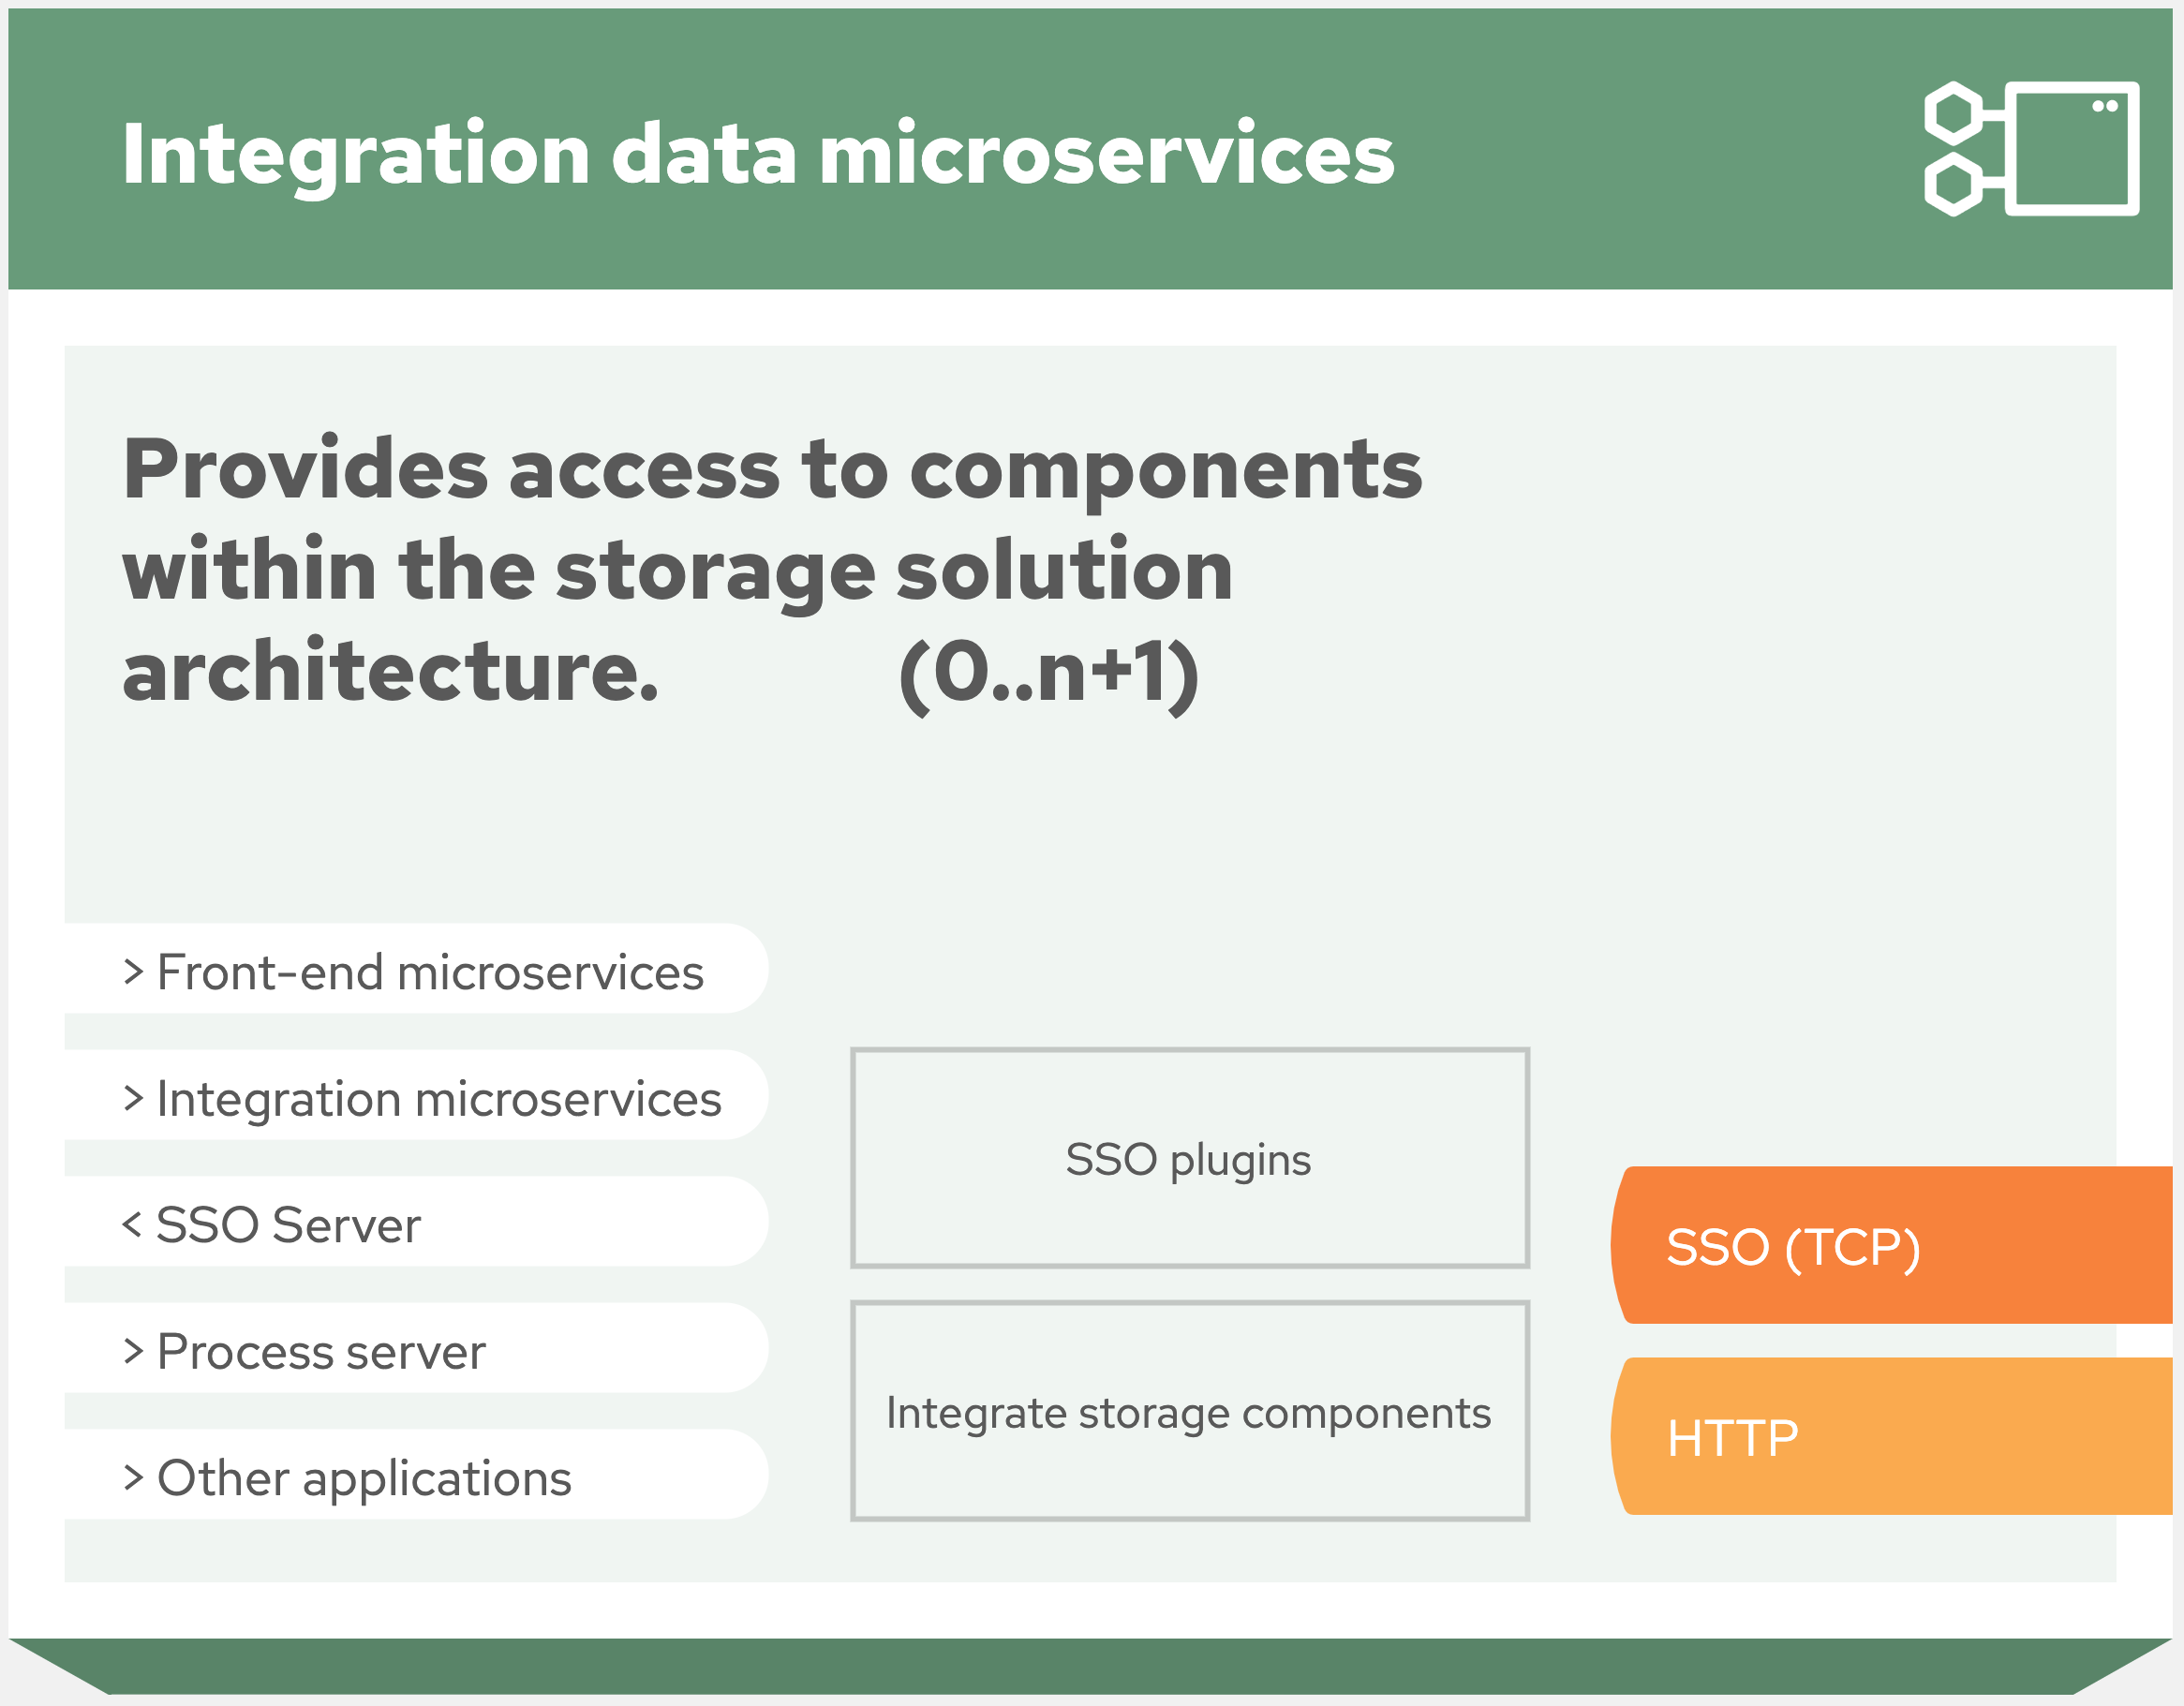 Integration data microservices
Provides access to components
within the storage solution
architecture. (0..n+1)
> Front-end microservices
> Integration microservices
< SSO Server
> Process server
> Other applications
SSO plugins
Integrate storage components
SSO (TCP)
HTTP